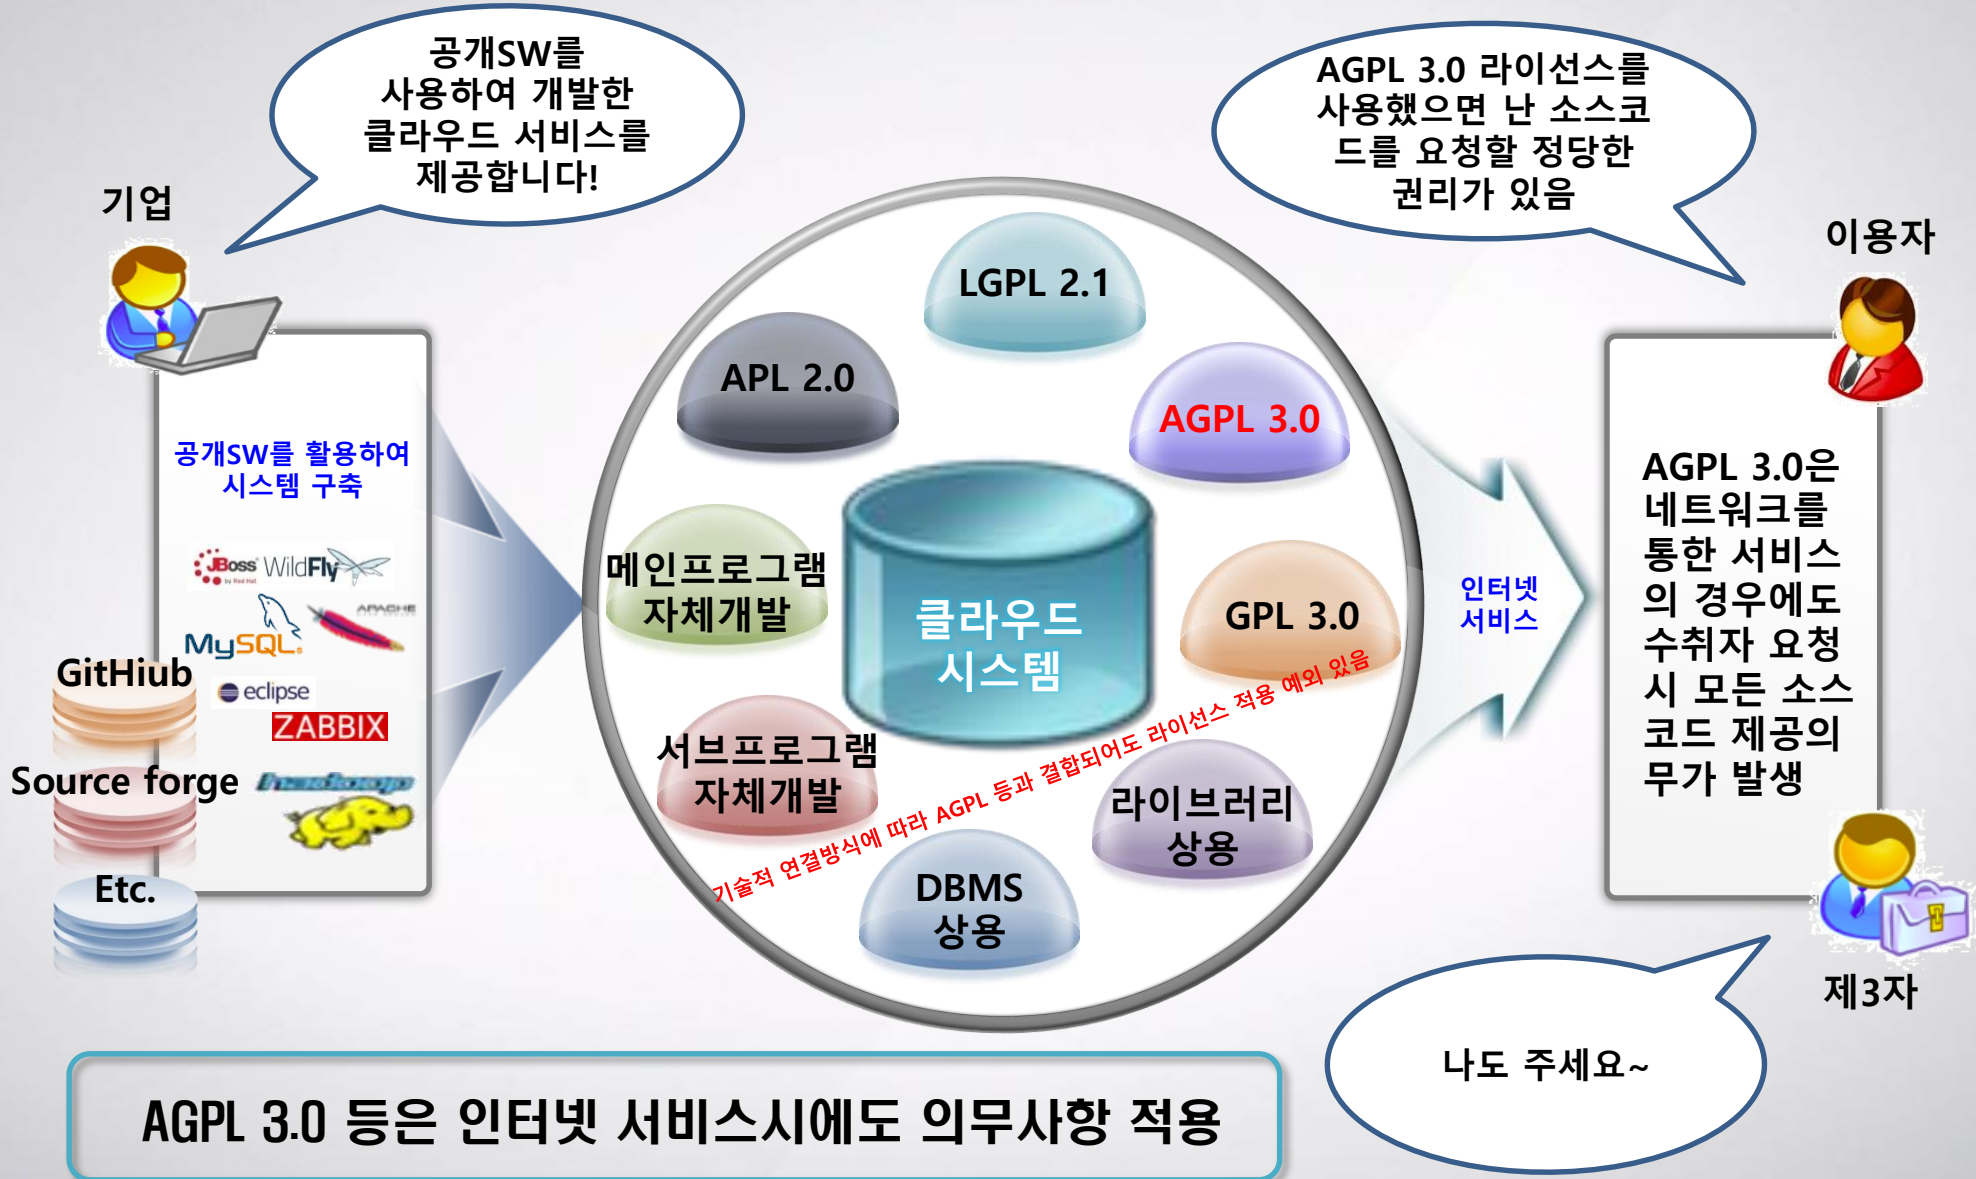 공개SW를
사용하여 개발한
클라우드 서비스를
제공합니다!
AGPL 3.0 라이선스를
사용했으면 난 소스코
드를 요청할 정당한
권리가 있음
기업
이용자
공개SW를 활용하여
시스템 구축
JBoss WildFly
by Red Hat
APACHE
MySQL
eclipse
ZABBIX
hadoop
GitHiub
Source forge
Etc.
LGPL 2.1
APL 2.0
AGPL 3.0
메인프로그램
자체개발
클라우드
시스템
GPL 3.0
서브프로그램
자체개발
기술적 연결방식에 따라 AGPL 등과 결합되어도 라이선스 적용 예외 있음
라이브러리
상용
DBMS
상용
인터넷
서비스
AGPL 3.0은
네트워크를
통한 서비스
의 경우에도
수취자 요청
시 모든 소스
코드 제공의
무가 발생
제3자
나도 주세요~
AGPL 3.0 등은 인터넷 서비스시에도 의무사항 적용